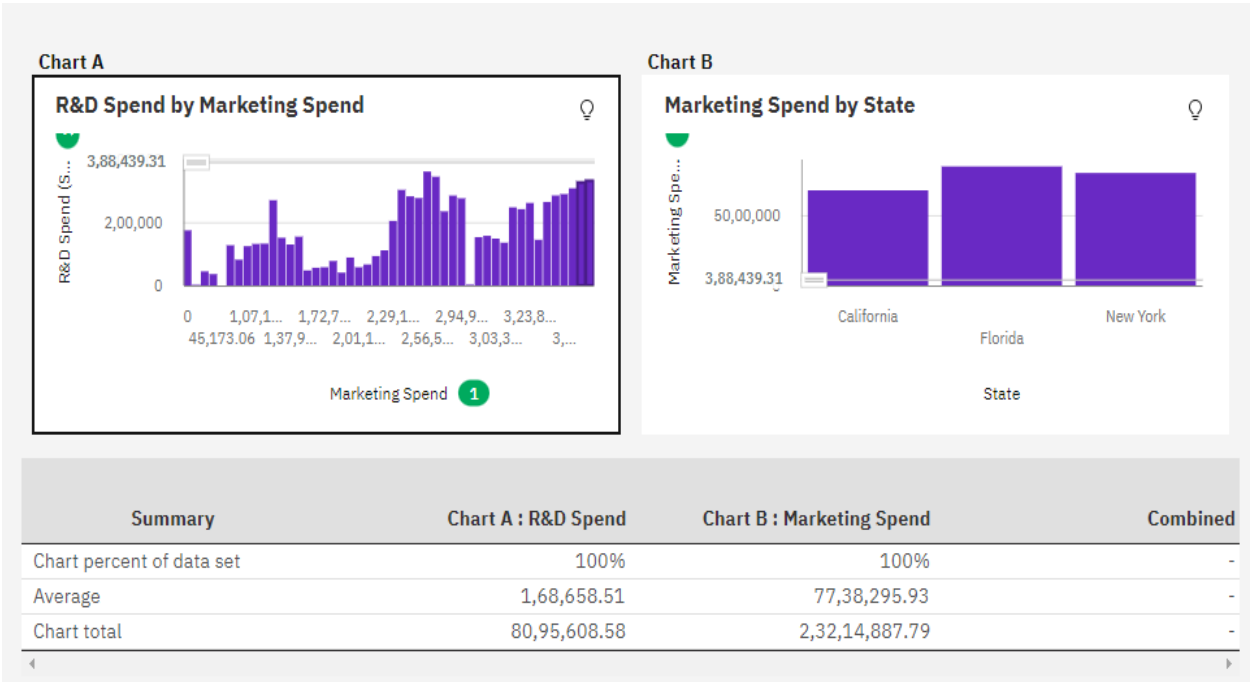 Chart A
R&D Spend by Marketing Spend
R&D Spend (S...
3,88,439.31
2,00,000
0
0 1,07,1... 1,72,7... 2,29,1... 2,94,9... 3,23,8...
45,173.06 1,37,9... 2,01,1... 2,56,5... 3,03,3... 3,...
Marketing Spend 1
Chart B
Marketing Spend by State
Marketing Spe...
50,00,000
3,88,439.31
California New York
Florida
State
Summary Chart A : R&D Spend Chart B : Marketing Spend Combined
Chart percent of data set 100% 100% -
Average 1,68,658.51 77,38,295.93 -
Chart total 80,95,608.58 2,32,14,887.79 -